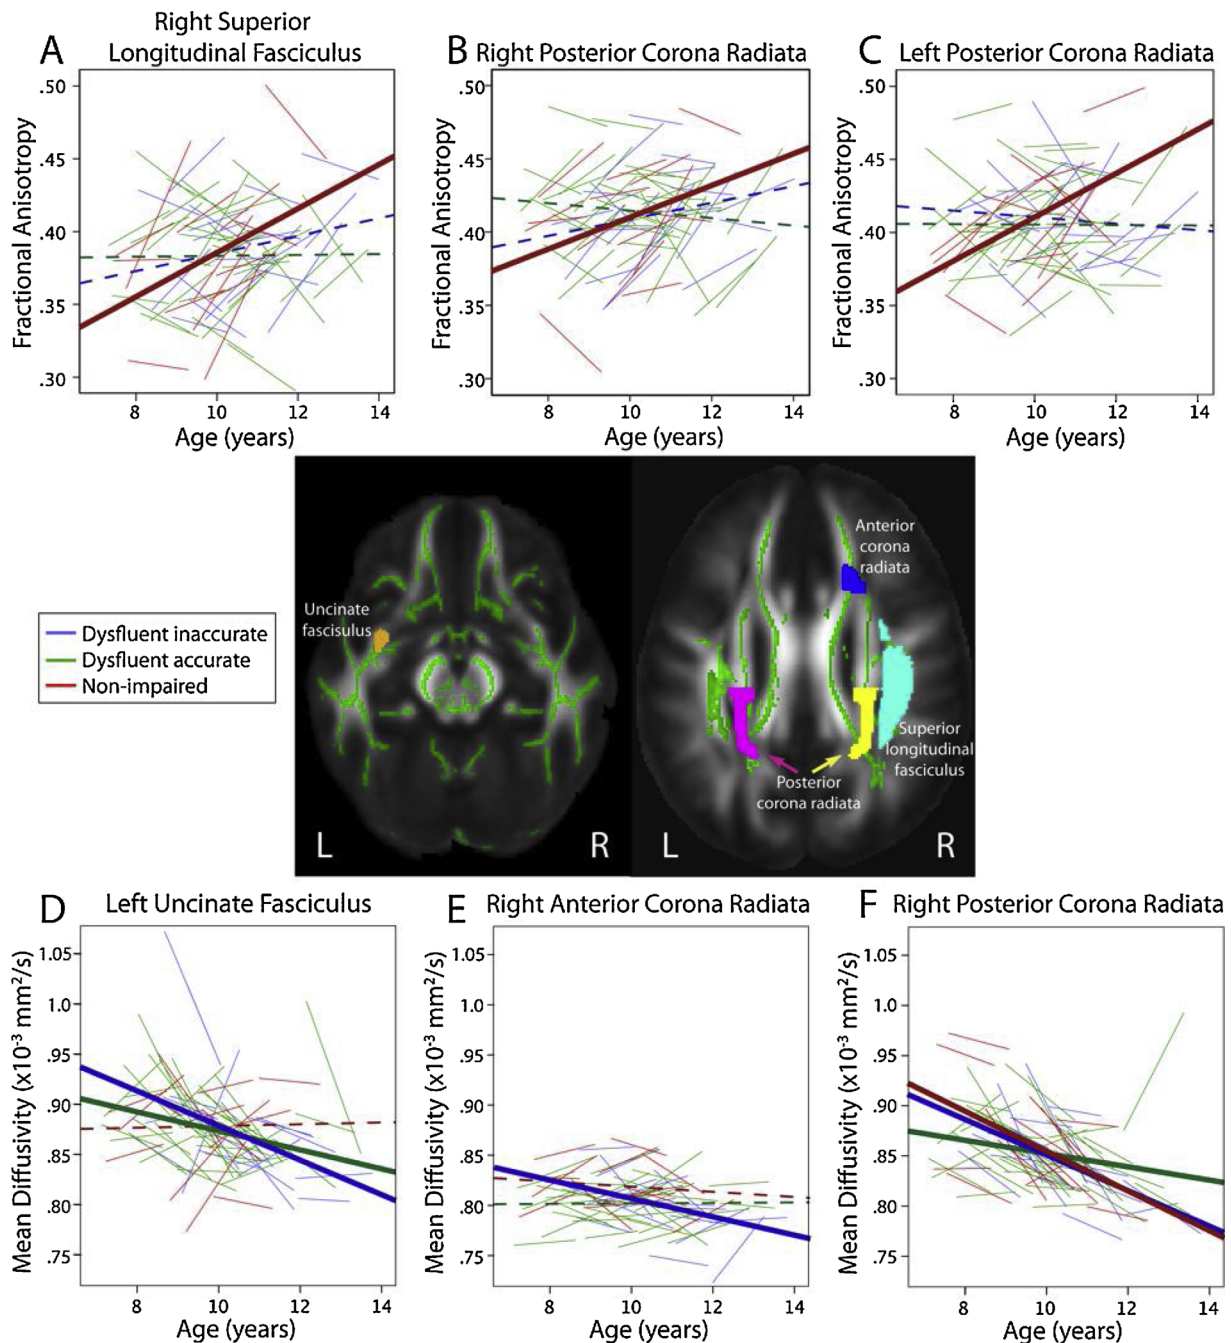 A
Right Superior
Longitudinal Fasciculus
B
Right Posterior Corona Radiata
C
Left Posterior Corona Radiata
Fractional Anisotropy
.50
.45
.40
.35
.30
8 10 12 14
Age (years)
Fractional Anisotropy
.50
.45
.40
.35
.30
8 10 12 14
Age (years)
Fractional Anisotropy
.50
.45
.40
.35
.30
8 10 12 14
Age (years)
Dysfluent inaccurate
Dysfluent accurate
Non-impaired
Uncinate
fascisulus
L R
Anterior
corona
radiata
Superior
longitudinal
fasciculus
Posterior
corona radiata
L R
D
Left Uncinate Fasciculus
E
Right Anterior Corona Radiata
F
Right Posterior Corona Radiata
Mean Diffusivity (x10⁻³ mm²/s)
1.05
1.0
.95
.90
.85
.80
.75
8 10 12 14
Age (years)
Mean Diffusivity (x10⁻³ mm²/s)
1.05
1.0
.95
.90
.85
.80
.75
8 10 12 14
Age (years)
Mean Diffusivity (x10⁻³ mm²/s)
1.05
1.0
.95
.90
.85
.80
.75
8 10 12 14
Age (years)